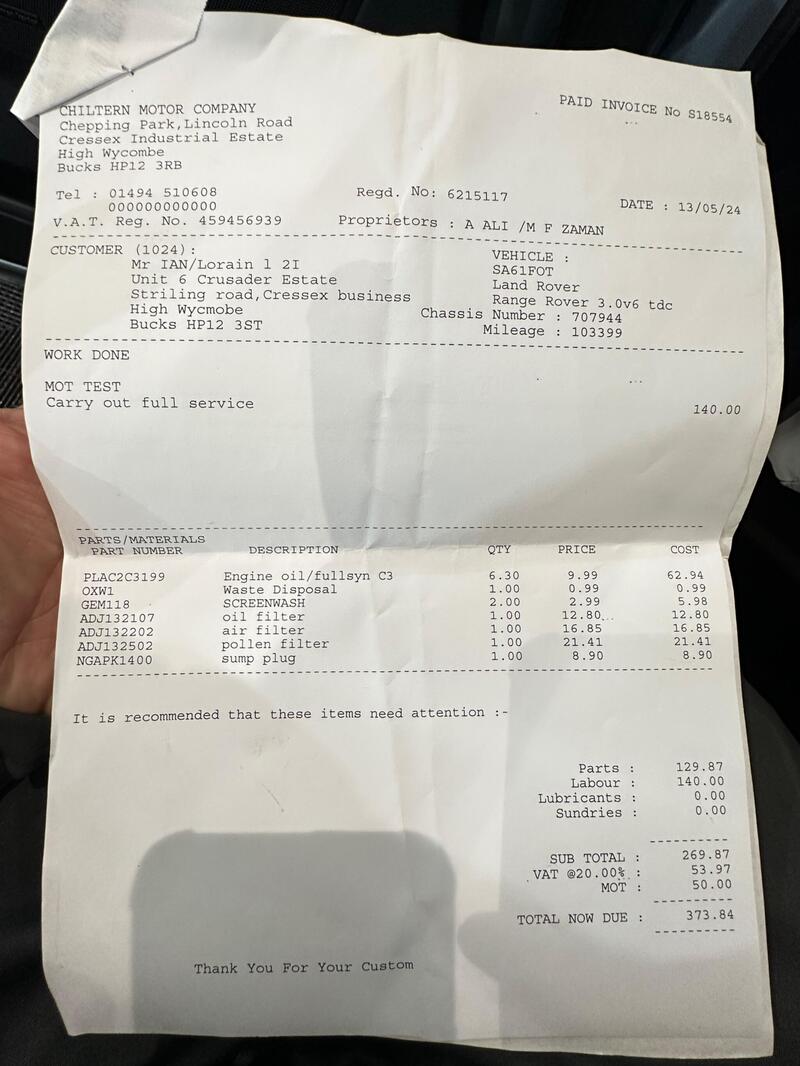 CHILTERN MOTOR COMPANY
Chepping Park,Lincoln Road
Cressex Industrial Estate
High Wycombe
Bucks HP12 3RB
PAID INVOICE No S18554
Tel : 01494 510608
000000000000
V.A.T. Reg. No. 459456939
Regd. No: 6215117
Proprietors : A ALI /M F ZAMAN
DATE : 13/05/24
CUSTOMER (1024):
Mr IAN/Lorain l 2I
Unit 6 Crusader Estate
Striling road,Cressex business
High Wycmobe
Bucks HP12 3ST
VEHICLE :
SA61FOT
Land Rover
Range Rover 3.0v6 tdc
Chassis Number : 707944
Mileage : 103399
WORK DONE
MOT TEST
Carry out full service 140.00
PARTS/MATERIALS
PART NUMBER DESCRIPTION QTY PRICE COST
PLAC2C3199 Engine oil/fullsyn C3 6.30 9.99 62.94
OXW1 Waste Disposal 1.00 0.99 0.99
GEM118 SCREENWASH 2.00 2.99 5.98
ADJ132107 oil filter 1.00 12.80 12.80
ADJ132202 air filter 1.00 16.85 16.85
ADJ132502 pollen filter 1.00 21.41 21.41
NGAPK1400 sump plug 1.00 8.90 8.90
It is recommended that these items need attention :-
Parts : 129.87
Labour : 140.00
Lubricants : 0.00
Sundries : 0.00
SUB TOTAL : 269.87
VAT @20.00% : 53.97
MOT : 50.00
TOTAL NOW DUE : 373.84
Thank You For Your Custom